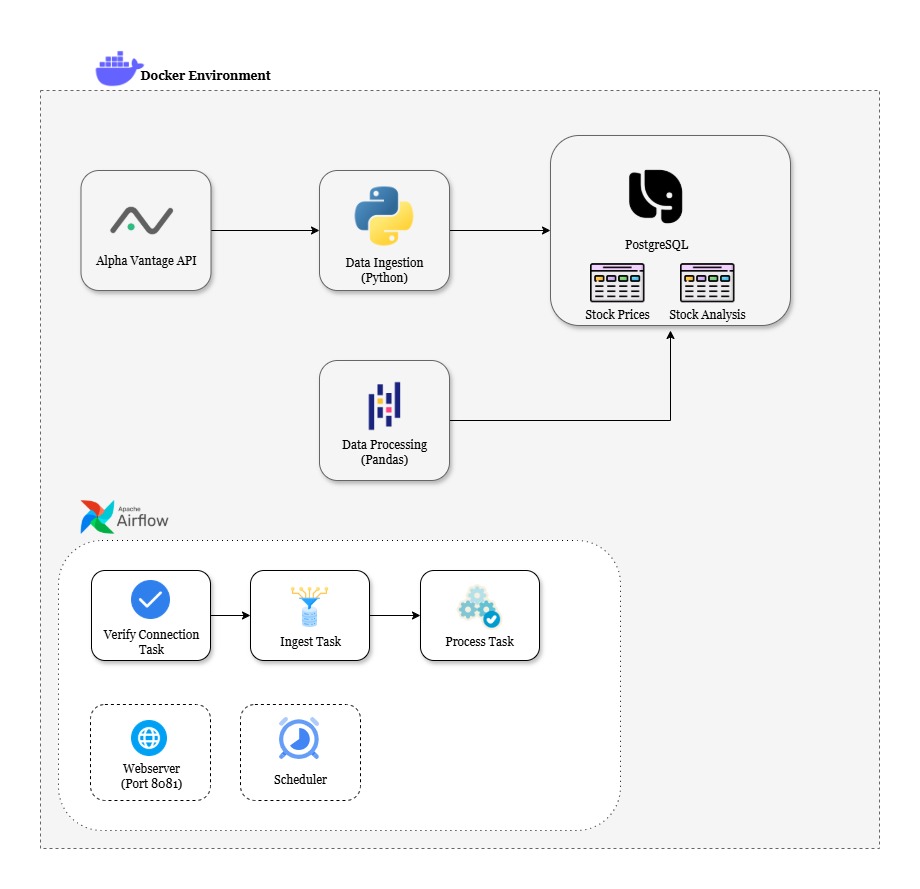 Docker Environment
Alpha Vantage API
Data Ingestion
(Python)
PostgreSQL
Stock Prices
Stock Analysis
Data Processing
(Pandas)
Apache
Airflow
Verify Connection
Task
Ingest Task
Process Task
Webserver
(Port 8081)
Scheduler